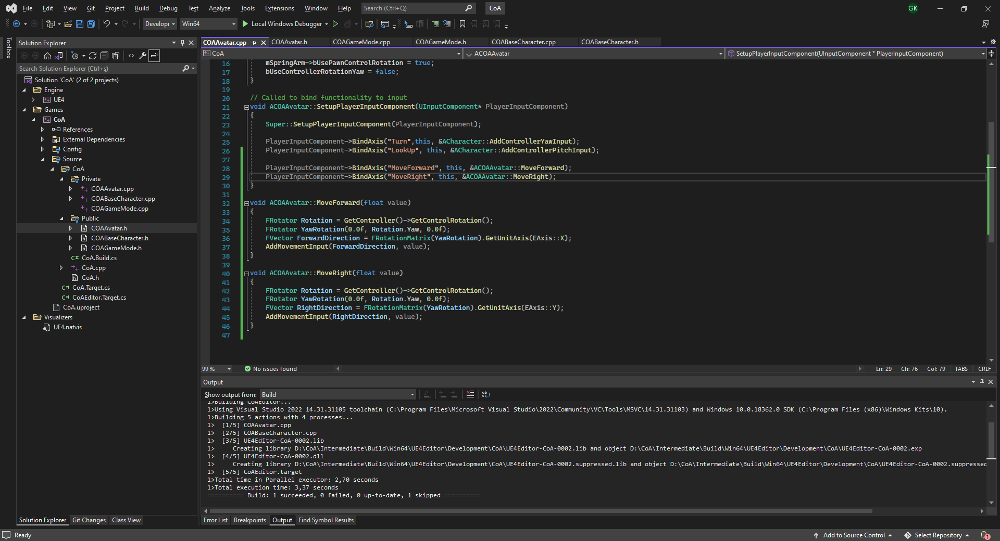 File Edit View Git Project Build Debug Test Analyze Tools Extensions Window Help Search (Ctrl+Q) CoA GK
Develop Win64 Local Windows Debugger
Toolbox
Solution Explorer
Search Solution Explorer (Ctrl+ş)
Solution 'CoA' (2 of 2 projects)
Engine
UE4
Games
CoA
References
External Dependencies
Config
Source
CoA
Private
COAAvatar.cpp
COABaseCharacter.cpp
COAGameMode.cpp
Public
COAAvatar.h
COABaseCharacter.h
COAGameMode.h
CoA.Build.cs
CoA.cpp
CoA.h
CoA.Target.cs
CoAEditor.Target.cs
CoA.uproject
Visualizers
UE4.natvis
Solution Explorer Git Changes Class View
COAAvatar.cpp COAAvatar.h COAGameMode.cpp COAGameMode.h COABaseCharacter.cpp COABaseCharacter.h
CoA ACOAAvatar SetupPlayerInputComponent(UInputComponent * PlayerInputComponent)
16 mSpringArm->bUsePawnControlRotation = true;
17 bUseControllerRotationYaw = false;
18 }
19
20 // Called to bind functionality to input
21 void ACOAAvatar::SetupPlayerInputComponent(UInputComponent* PlayerInputComponent)
22 {
23 Super::SetupPlayerInputComponent(PlayerInputComponent);
24
25 PlayerInputComponent->BindAxis("Turn",this, &ACharacter::AddControllerYawInput);
26 PlayerInputComponent->BindAxis("LookUp", this, &ACharacter::AddControllerPitchInput);
27
28 PlayerInputComponent->BindAxis("MoveForward", this, &ACOAAvatar::MoveForward);
29 PlayerInputComponent->BindAxis("MoveRight", this, &ACOAAvatar::MoveRight);
30 }
31
32 void ACOAAvatar::MoveForward(float value)
33 {
34 FRotator Rotation = GetController()->GetControlRotation();
35 FRotator YawRotation(0.0f, Rotation.Yaw, 0.0f);
36 FVector ForwardDirection = FRotationMatrix(YawRotation).GetUnitAxis(EAxis::X);
37 AddMovementInput(ForwardDirection, value);
38 }
39
40 void ACOAAvatar::MoveRight(float value)
41 {
42 FRotator Rotation = GetController()->GetControlRotation();
43 FRotator YawRotation(0.0f, Rotation.Yaw, 0.0f);
44 FVector RightDirection = FRotationMatrix(YawRotation).GetUnitAxis(EAxis::Y);
45 AddMovementInput(RightDirection, value);
46 }
47
99 % No issues found Ln: 29 Ch: 76 Col: 79 TABS CRLF
Output
Show output from: Build
1>Building CoAEditor...
1>Using Visual Studio 2022 14.31.31105 toolchain (C:\Program Files\Microsoft Visual Studio\2022\Community\VC\Tools\MSVC\14.31.31103) and Windows 10.0.18362.0 SDK (C:\Program Files (x86)\Windows Kits\10).
1>Building 5 actions with 4 processes...
1> [1/5] COAAvatar.cpp
1> [2/5] COABaseCharacter.cpp
1> [3/5] UE4Editor-CoA-0002.lib
1> Creating library D:\CoA\Intermediate\Build\Win64\UE4Editor\Development\CoA\UE4Editor-CoA-0002.lib and object D:\CoA\Intermediate\Build\Win64\UE4Editor\Development\CoA\UE4Editor-CoA-0002.exp
1> [4/5] UE4Editor-CoA-0002.dll
1> Creating library D:\CoA\Intermediate\Build\Win64\UE4Editor\Development\CoA\UE4Editor-CoA-0002.suppressed.lib and object D:\CoA\Intermediate\Build\Win64\UE4Editor\Development\CoA\UE4Editor-CoA-0002.suppressed
1> [5/5] CoAEditor.target
1>Total time in Parallel executor: 2,70 seconds
1>Total execution time: 3,37 seconds
========== Build: 1 succeeded, 0 failed, 0 up-to-date, 1 skipped ==========
Error List Breakpoints Output Find Symbol Results
Ready Add to Source Control Select Repository 1